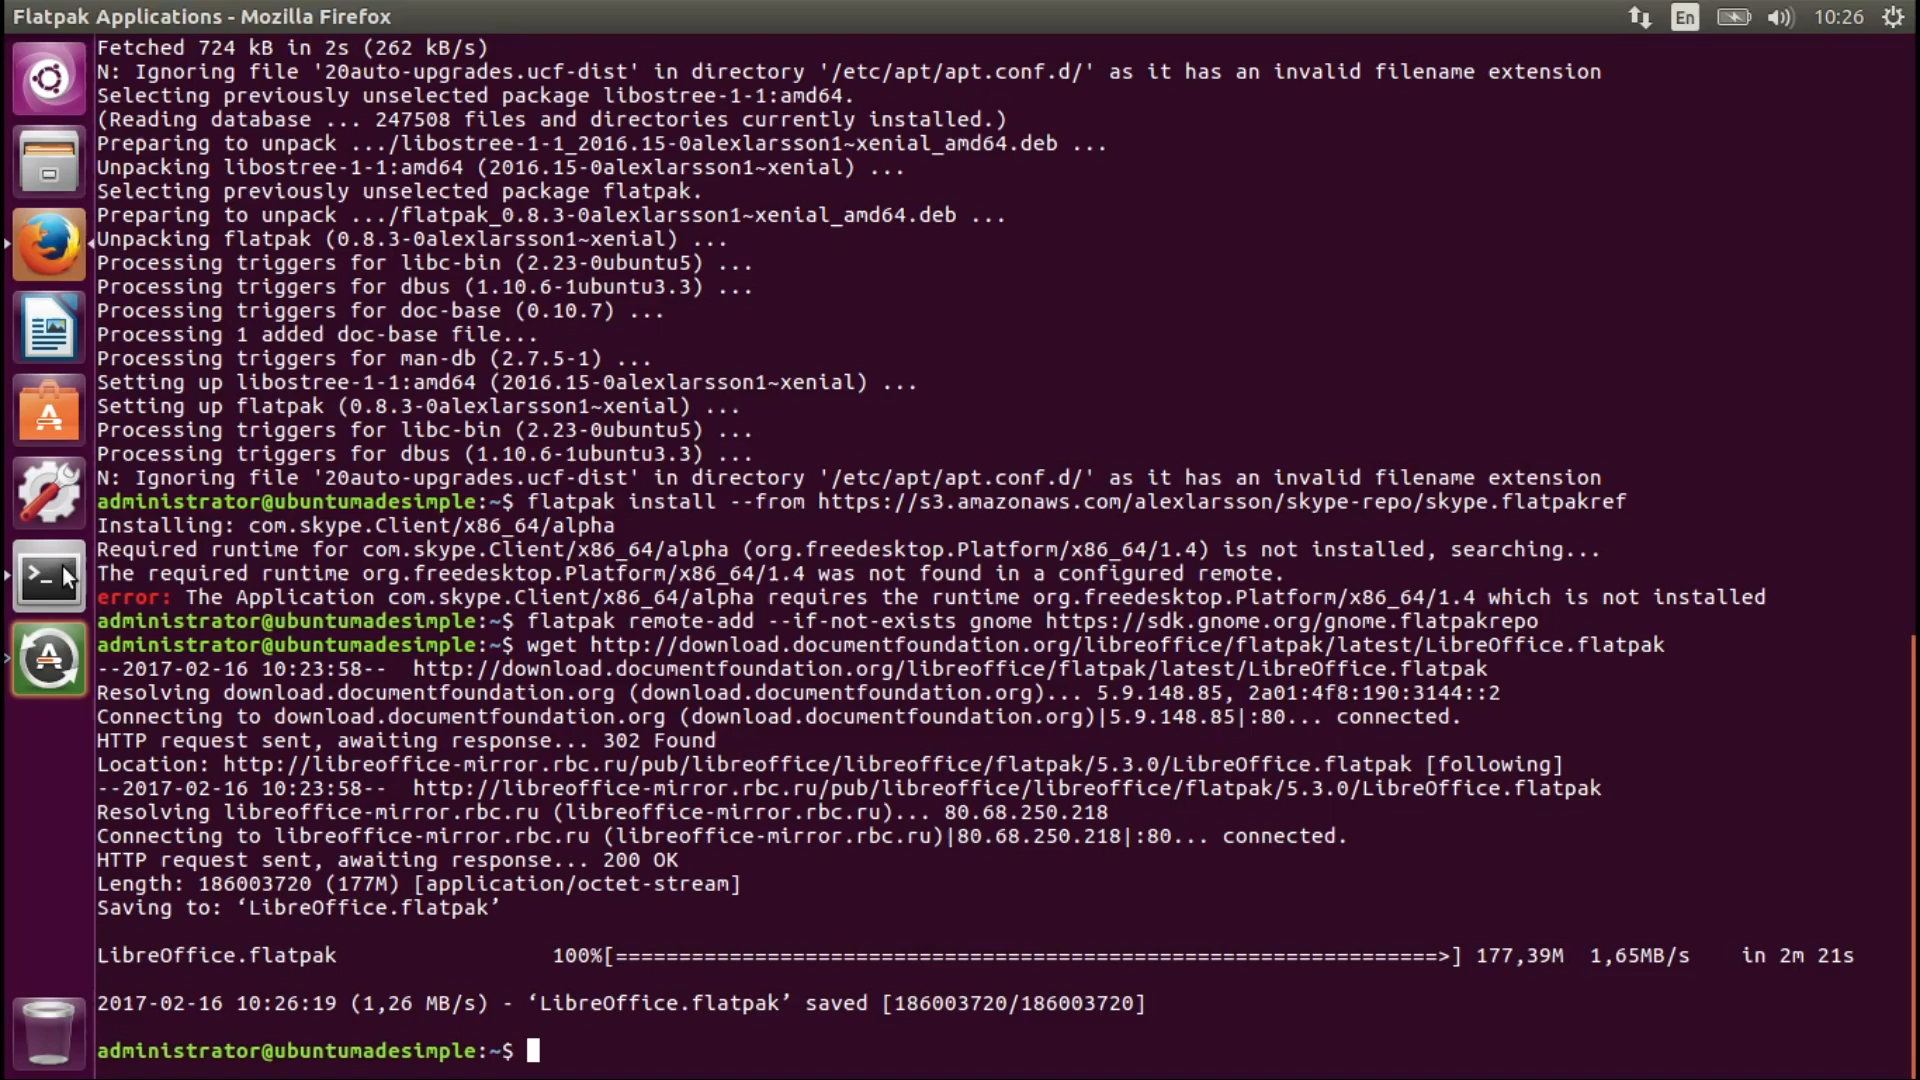 Flatpak Applications - Mozilla Firefox
En
10:26
Fetched 724 kB in 2s (262 kB/s)
N: Ignoring file '20auto-upgrades.ucf-dist' in directory '/etc/apt/apt.conf.d/' as it has an invalid filename extension
Selecting previously unselected package libostree-1-1:amd64.
(Reading database ... 247508 files and directories currently installed.)
Preparing to unpack .../libostree-1-1_2016.15-0alexlarsson1~xenial_amd64.deb ...
Unpacking libostree-1-1:amd64 (2016.15-0alexlarsson1~xenial) ...
Selecting previously unselected package flatpak.
Preparing to unpack .../flatpak_0.8.3-0alexlarsson1~xenial_amd64.deb ...
Unpacking flatpak (0.8.3-0alexlarsson1~xenial) ...
Processing triggers for libc-bin (2.23-0ubuntu5) ...
Processing triggers for dbus (1.10.6-1ubuntu3.3) ...
Processing triggers for doc-base (0.10.7) ...
Processing 1 added doc-base file...
Processing triggers for man-db (2.7.5-1) ...
Setting up libostree-1-1:amd64 (2016.15-0alexlarsson1~xenial) ...
Setting up flatpak (0.8.3-0alexlarsson1~xenial) ...
Processing triggers for libc-bin (2.23-0ubuntu5) ...
Processing triggers for dbus (1.10.6-1ubuntu3.3) ...
N: Ignoring file '20auto-upgrades.ucf-dist' in directory '/etc/apt/apt.conf.d/' as it has an invalid filename extension
administrator@ubuntumadesimple:~$ flatpak install --from https://s3.amazonaws.com/alexlarsson/skype-repo/skype.flatpakref
Installing: com.skype.Client/x86_64/alpha
Required runtime for com.skype.Client/x86_64/alpha (org.freedesktop.Platform/x86_64/1.4) is not installed, searching...
The required runtime org.freedesktop.Platform/x86_64/1.4 was not found in a configured remote.
error: The Application com.skype.Client/x86_64/alpha requires the runtime org.freedesktop.Platform/x86_64/1.4 which is not installed
administrator@ubuntumadesimple:~$ flatpak remote-add --if-not-exists gnome https://sdk.gnome.org/gnome.flatpakrepo
administrator@ubuntumadesimple:~$ wget http://download.documentfoundation.org/libreoffice/flatpak/latest/LibreOffice.flatpak
--2017-02-16 10:23:58--  http://download.documentfoundation.org/libreoffice/flatpak/latest/LibreOffice.flatpak
Resolving download.documentfoundation.org (download.documentfoundation.org)... 5.9.148.85, 2a01:4f8:190:3144::2
Connecting to download.documentfoundation.org (download.documentfoundation.org)|5.9.148.85|:80... connected.
HTTP request sent, awaiting response... 302 Found
Location: http://libreoffice-mirror.rbc.ru/pub/libreoffice/libreoffice/flatpak/5.3.0/LibreOffice.flatpak [following]
--2017-02-16 10:23:58--  http://libreoffice-mirror.rbc.ru/pub/libreoffice/libreoffice/flatpak/5.3.0/LibreOffice.flatpak
Resolving libreoffice-mirror.rbc.ru (libreoffice-mirror.rbc.ru)... 80.68.250.218
Connecting to libreoffice-mirror.rbc.ru (libreoffice-mirror.rbc.ru)|80.68.250.218|:80... connected.
HTTP request sent, awaiting response... 200 OK
Length: 186003720 (177M) [application/octet-stream]
Saving to: ‘LibreOffice.flatpak’
LibreOffice.flatpak 100%[=================================================================>] 177,39M 1,65MB/s in 2m 21s
2017-02-16 10:26:19 (1,26 MB/s) - ‘LibreOffice.flatpak’ saved [186003720/186003720]
administrator@ubuntumadesimple:~$